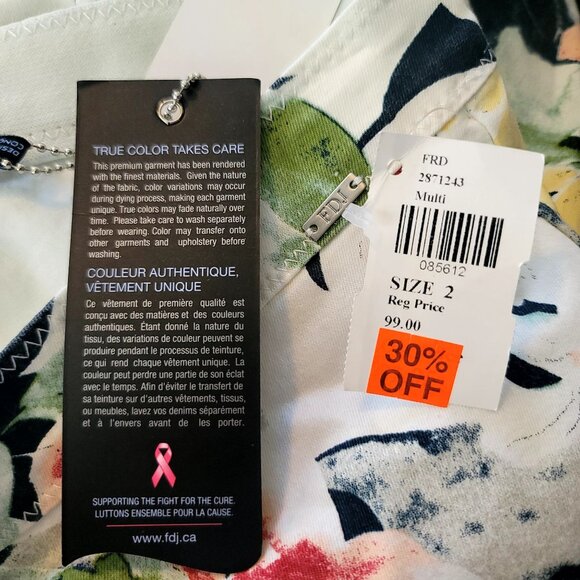 TRUE COLOR TAKES CARE
This premium garment has been rendered
with the finest materials. Given the nature
of the fabric, color variations may occur
during dying process, making each garment
unique. True colors may fade naturally over
time. Please take care to wash separately
before wearing. Color may transfer onto
other garments and upholstery before
washing.
COULEUR AUTHENTIQUE,
VÊTEMENT UNIQUE
Ce vêtement de première qualité est
conçu avec des matières et des couleurs
authentiques. Étant donné la nature du
tissu, des variations de couleur peuvent se
produire pendant le processus de teinture,
ce qui rend chaque vêtement unique. La
couleur peut perdre une partie de son éclat
avec le temps. Afin d'éviter le transfert de
sa teinture sur d'autres vêtements, tissus,
ou meubles, lavez vos denims séparément
et à l'envers avant de les porter.
SUPPORTING THE FIGHT FOR THE CURE.
LUTTONS ENSEMBLE POUR LA CAUSE.
www.fdj.ca
FDJ
FRD
2871243
Multi
085612
SIZE 2
Reg Price
99.00
30%
OFF